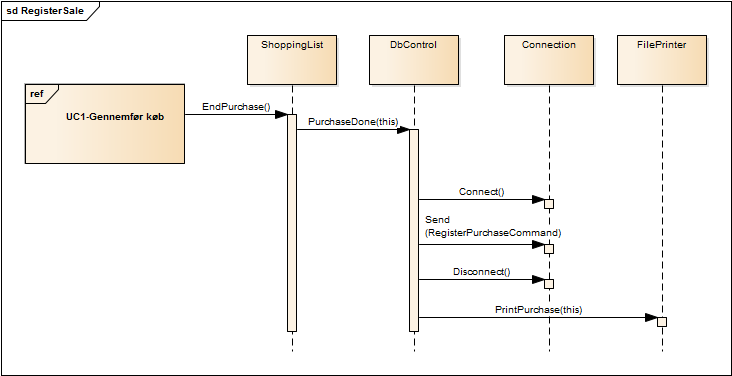 sd RegisterSale
ShoppingList
DbControl
Connection
FilePrinter
ref
UC1-Gennemfør køb
EndPurchase()
PurchaseDone(this)
Connect()
Send
(RegisterPurchaseCommand)
Disconnect()
PrintPurchase(this)